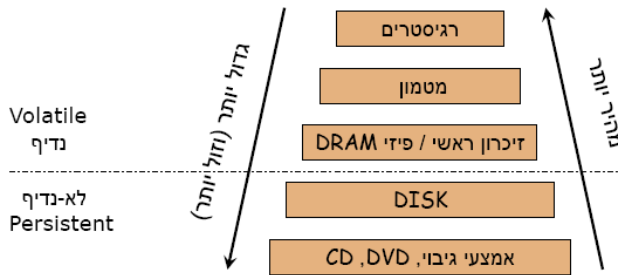 רגיסטרים
מטמון
זיכרון ראשי / פיזי DRAM
DISK
אמצעי גיבוי, CD ,DVD
מהיר יותר
גדול יותר (וזול יותר)
Volatile
נדיף
לא-נדיף
Persistent